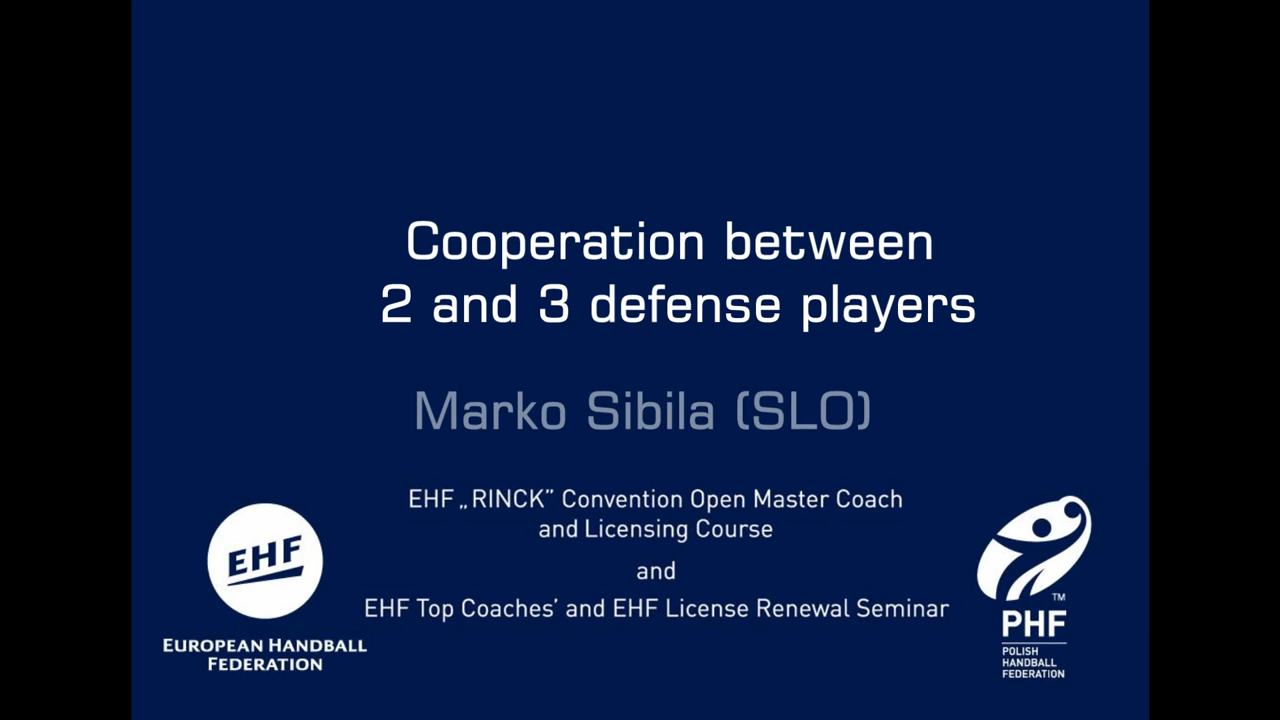 Cooperation between
2 and 3 defense players
Marko Sibila (SLO)
EHF „RINCK” Convention Open Master Coach
and Licensing Course
and
EHF Top Coaches’ and EHF License Renewal Seminar
EHF
EUROPEAN HANDBALL
FEDERATION
TM
PHF
POLISH
HANDBALL
FEDERATION